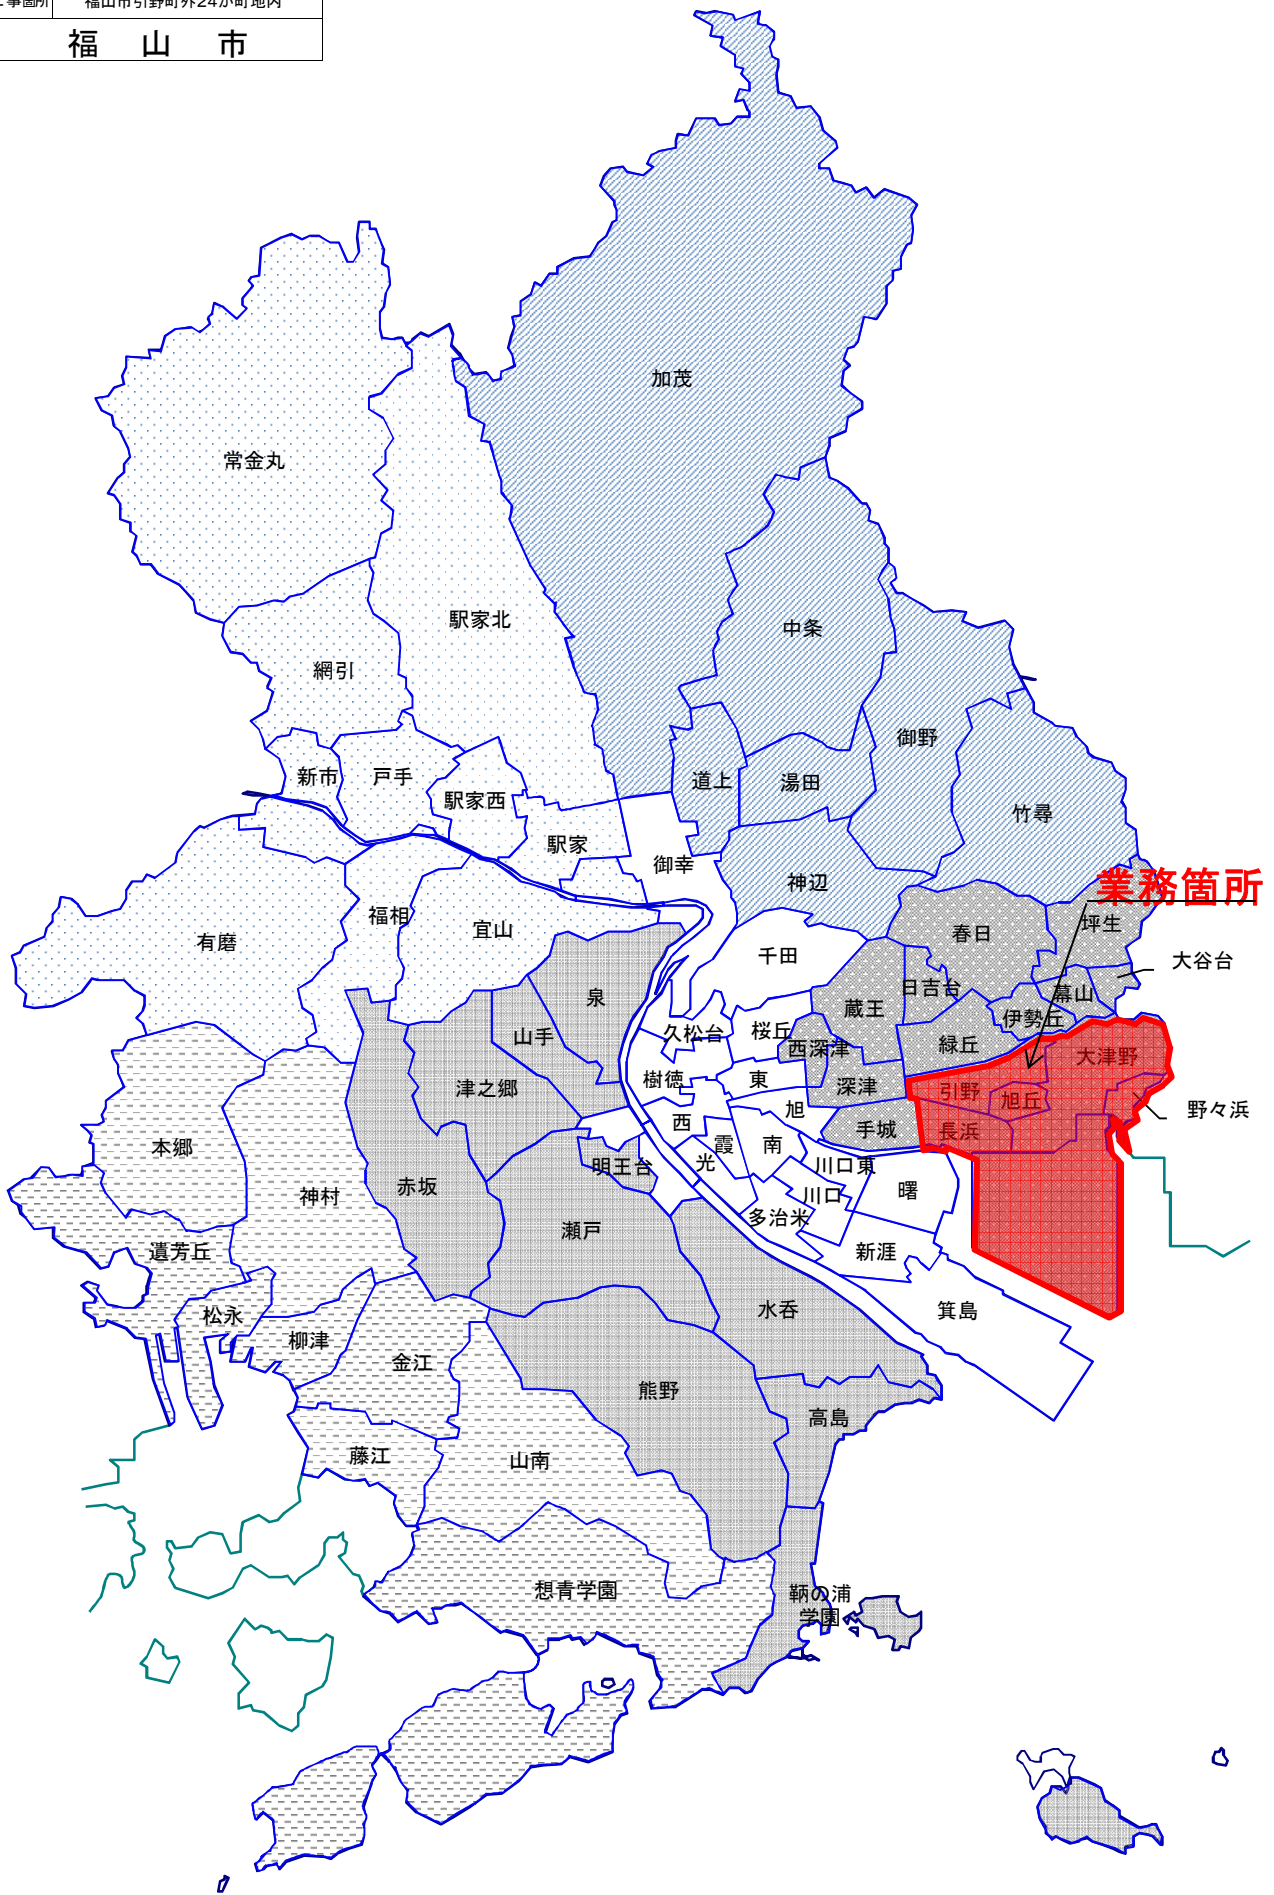 事箇所 福山市引野町外24か町地内
福山市
加茂
常金丸
駅家北
中条
網引
御野
新市
戸手
道上
湯田
駅家西
竹尋
駅家
御幸
神辺
業務箇所
福相
宜山
春日
坪生
有磨
千田
大谷台
泉
日吉台
幕山
蔵王
伊勢丘
山手
久松台
桜丘
西深津
緑丘
大津野
樹徳
東
津之郷
深津
引野
旭丘
野々浜
旭
西
手城
長浜
本郷
霞
南
光
明王台
川口東
赤坂
神村
川口
曙
多治米
瀬戸
遺芳丘
新涯
松永
水呑
箕島
柳津
金江
熊野
高島
藤江
山南
想青学園
鞆の浦
学園